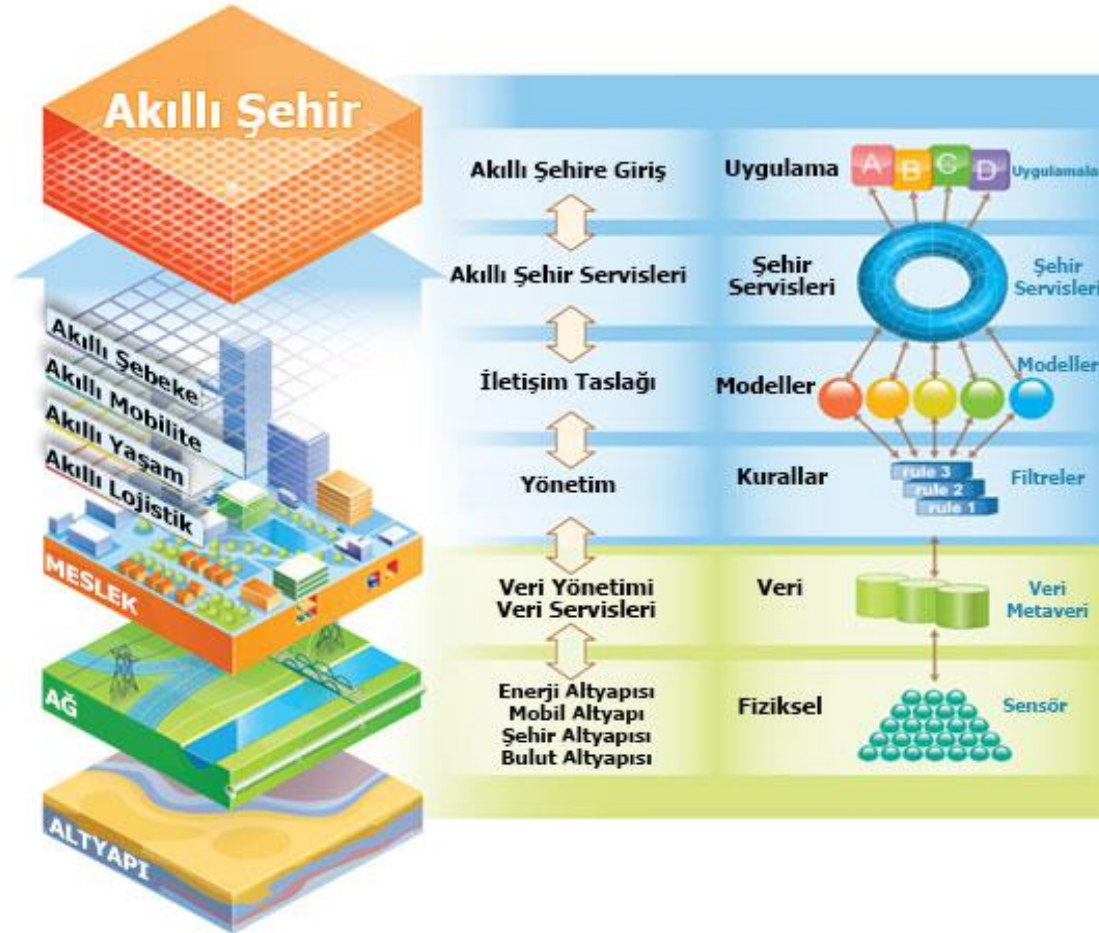 Akıllı Şehir
Akıllı Şebeke
Akıllı Mobilite
Akıllı Yaşam
Akıllı Lojistik
MESLEK
AĞ
ALTYAPI
Akıllı Şehire Giriş
Akıllı Şehir Servisleri
İletişim Taslağı
Yönetim
Veri Yönetimi
Veri Servisleri
Enerji Altyapısı
Mobil Altyapı
Şehir Altyapısı
Bulut Altyapısı
Uygulama
A B C D
Uygulamala
Şehir
Servisleri
Şehir
Servisleri
Modeller
Modeller
Kurallar
rule 3
rule 2
rule 1
Filtreler
Veri
Veri
Metaveri
Fiziksel
Sensör